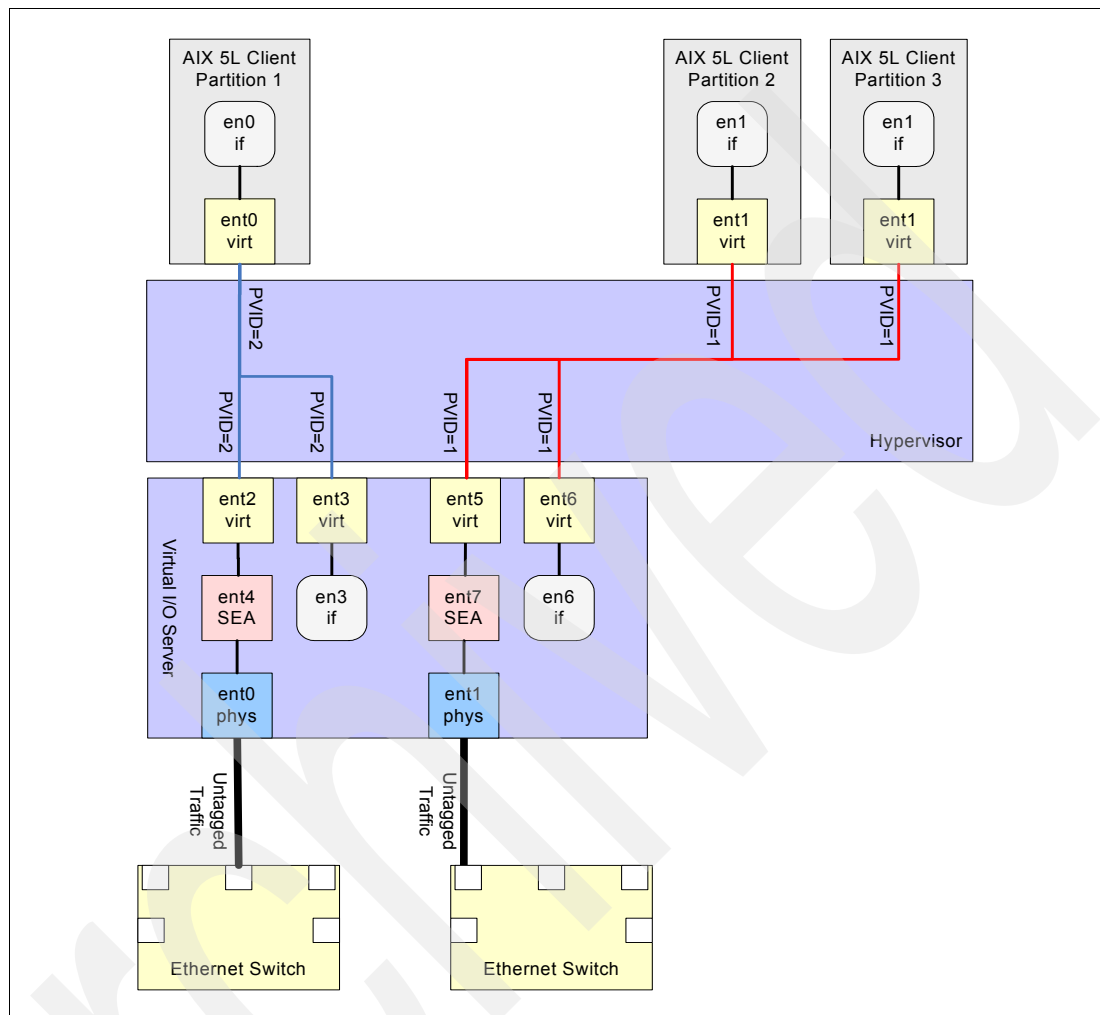 AIX 5L Client
Partition 1
AIX 5L Client
Partition 2
AIX 5L Client
Partition 3
en0
if
en1
if
en1
if
ent0
virt
ent1
virt
ent1
virt
PVID=2
PVID=1
PVID=1
PVID=2
PVID=2
PVID=1
PVID=1
Hypervisor
ent2
virt
ent3
virt
ent5
virt
ent6
virt
Virtual I/O Server
ent4
SEA
en3
if
ent7
SEA
en6
if
ent0
phys
ent1
phys
Untagged
Traffic
Untagged
Traffic
Ethernet Switch
Ethernet Switch